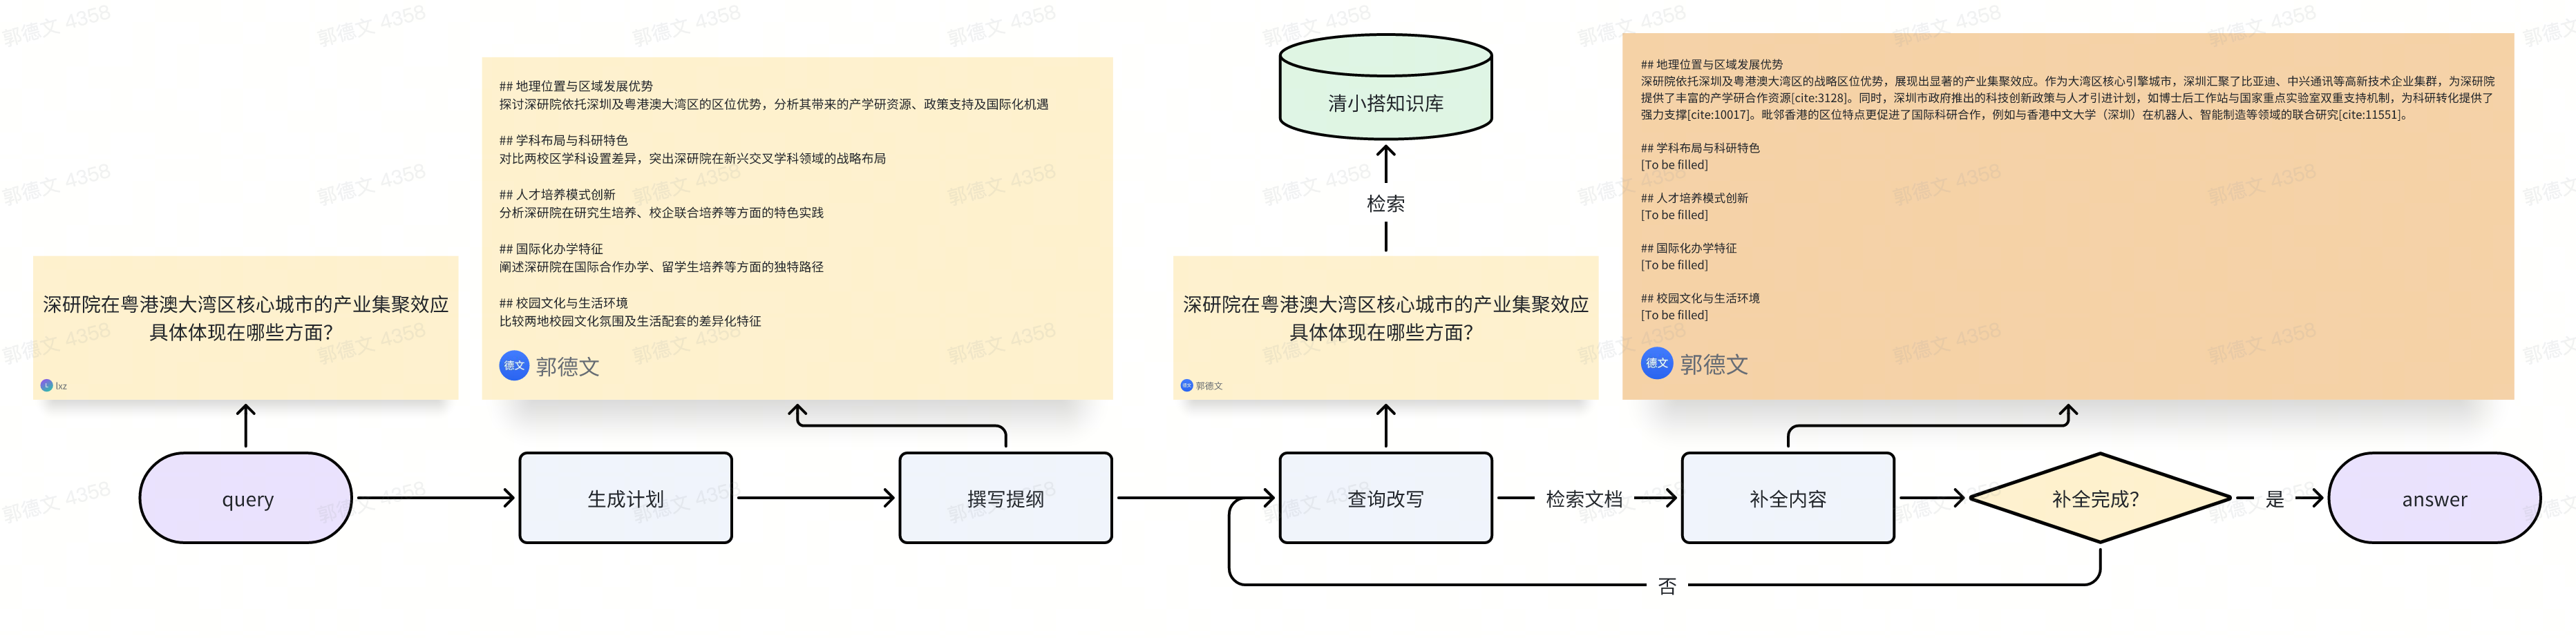 深研院在粤港澳大湾区核心城市的产业集聚效应
具体体现在哪些方面？
lxz
## 地理位置与区域发展优势
探讨深研院依托深圳及粤港澳大湾区的区位优势，分析其带来的产学研资源、政策支持及国际化机遇
## 学科布局与科研特色
对比两校区学科设置差异，突出深研院在新兴交叉学科领域的战略布局
## 人才培养模式创新
分析深研院在研究生培养、校企联合培养等方面的特色实践
## 国际化办学特征
阐述深研院在国际合作办学、留学生培养等方面的独特路径
## 校园文化与生活环境
比较两地校园文化氛围及生活配套的差异化特征
德文 郭德文
清小搭知识库
检索
深研院在粤港澳大湾区核心城市的产业集聚效应
具体体现在哪些方面？
郭德文
## 地理位置与区域发展优势
深研院依托深圳及粤港澳大湾区的战略区位优势，展现出显著的产业集聚效应。作为大湾区核心引擎城市，深圳汇聚了比亚迪、中兴通讯等高新技术企业集群，为深研院
提供了丰富的产学研合作资源[cite:3128]。同时，深圳市政府推出的科技创新政策与人才引进计划，如博士后工作站与国家重点实验室双重支持机制，为科研转化提供了
强力支撑[cite:10017]。毗邻香港的区位特点更促进了国际科研合作，例如与香港中文大学（深圳）在机器人、智能制造等领域的联合研究[cite:11551]。
## 学科布局与科研特色
[To be filled]
## 人才培养模式创新
[To be filled]
## 国际化办学特征
[To be filled]
## 校园文化与生活环境
[To be filled]
德文 郭德文
query
生成计划
撰写提纲
查询改写
检索文档
补全内容
补全完成？
是
answer
否
郭德文 4358